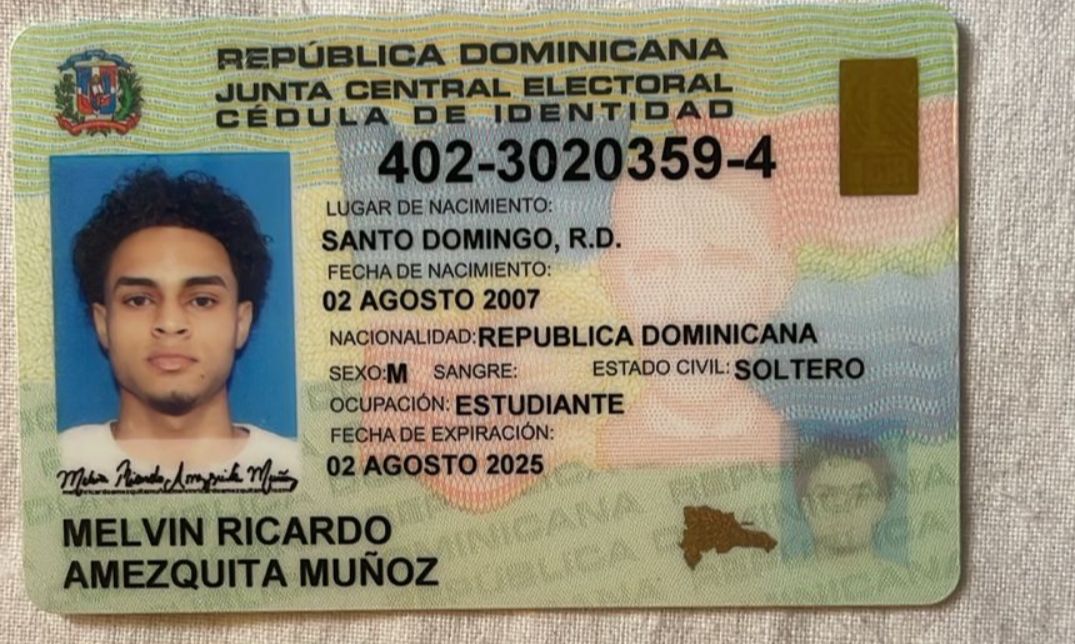 REPÚBLICA DOMINICANA
JUNTA CENTRAL ELECTORAL
CÉDULA DE IDENTIDAD
402-3020359-4
LUGAR DE NACIMIENTO:
SANTO DOMINGO, R.D.
FECHA DE NACIMIENTO:
02 AGOSTO 2007
NACIONALIDAD: REPUBLICA DOMINICANA
SEXO: M SANGRE: ESTADO CIVIL: SOLTERO
OCUPACIÓN: ESTUDIANTE
FECHA DE EXPIRACIÓN:
02 AGOSTO 2025
Melvin Ricardo Amezquita Muñoz
MELVIN RICARDO
AMEZQUITA MUÑOZ